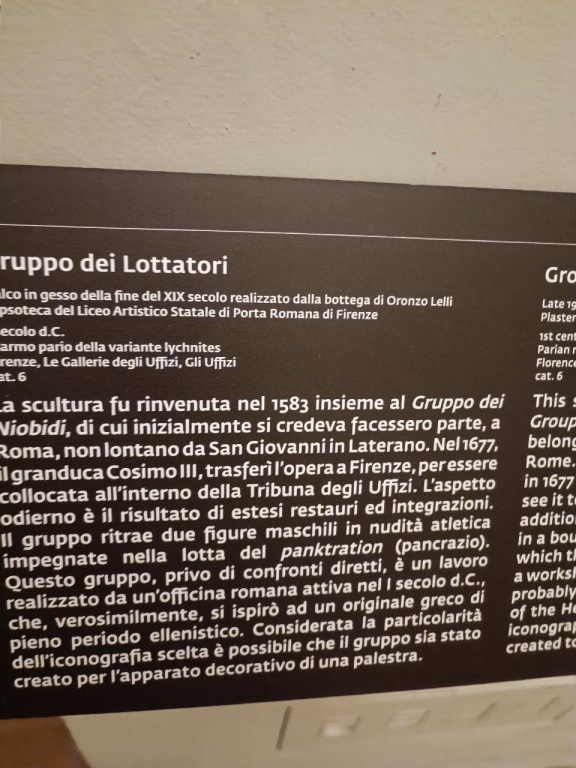 ruppo dei Lottatori
alco in gesso della fine del XIX secolo realizzato dalla bottega di Oronzo Lelli
ipsoteca del Liceo Artistico Statale di Porta Romana di Firenze
secolo d.C.
armo pario della variante lychnites
renze, Le Gallerie degli Uffizi, Gli Uffizi
at. 6
La scultura fu rinvenuta nel 1583 insieme al Gruppo dei
Niobidi, di cui inizialmente si credeva facessero parte, a
Roma, non lontano da San Giovanni in Laterano. Nel 1677,
il granduca Cosimo III, trasferì l'opera a Firenze, per essere
collocata all'interno della Tribuna degli Uffizi. L'aspetto
odierno è il risultato di estesi restauri ed integrazioni.
Il gruppo ritrae due figure maschili in nudità atletica
impegnate nella lotta del panktration (pancrazio).
Questo gruppo, privo di confronti diretti, è un lavoro
realizzato da un'officina romana attiva nel I secolo d.C.,
che, verosimilmente, si ispirò ad un originale greco di
pieno periodo ellenistico. Considerata la particolarità
dell'iconografia scelta è possibile che il gruppo sia stato
creato per l'apparato decorativo di una palestra.
Gro
Late 19
Plaster
1st cent
Parian m
Florence
cat. 6
This s
Group
belong
Rome.
in 1677
see it to
addition
in a bou
which th
a worksh
probably
of the He
iconograp
created to